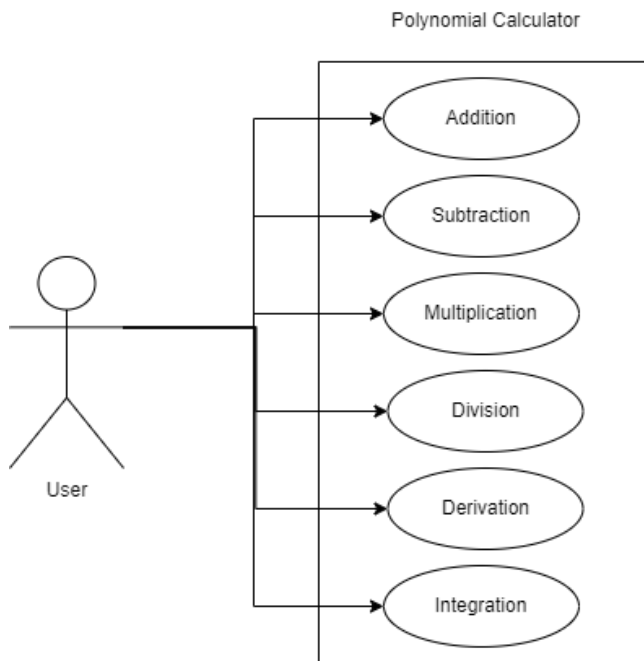 Polynomial Calculator
Addition
Subtraction
Multiplication
Division
User
Derivation
Integration